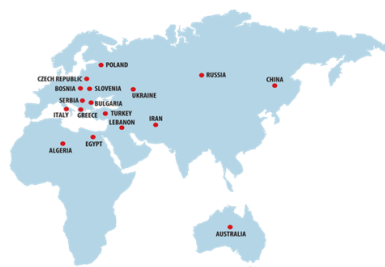 POLAND
RUSSIA
CZECH REPUBLIC
CHINA
BOSNIA
SLOVENIA
UKRAINE
SERBIA
BULGARIA
ITALY
GREECE
TURKEY
LEBANON
IRAN
ALGERIA
EGYPT
AUSTRALIA